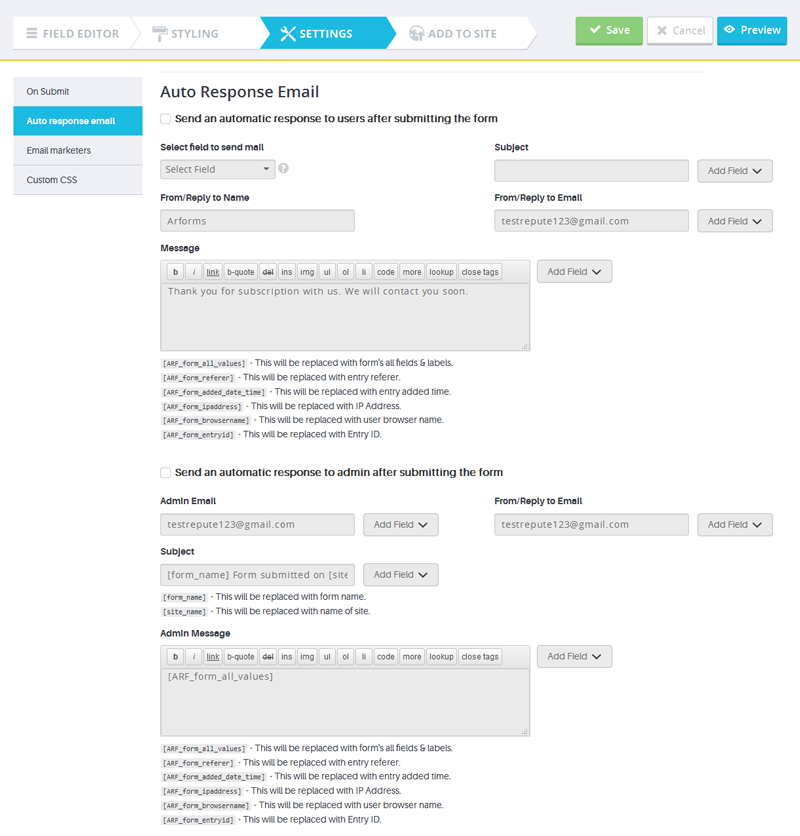 FIELD EDITOR STYLING SETTINGS ADD TO SITE Save Cancel Preview
On Submit
Auto response email
Email marketers
Custom CSS
Auto Response Email
Send an automatic response to users after submitting the form
Select field to send mail Subject
Select Field ? Add Field
From/Reply to Name From/Reply to Email
Arforms testrepute123@gmail.com Add Field
Message
b i link b-quote del ins img ul ol li code more lookup close tags Add Field
Thank you for subscription with us. We will contact you soon.
[ARF_form_all_values] - This will be replaced with form's all fields & labels.
[ARF_form_referer] - This will be replaced with entry referer.
[ARF_form_added_date_time] - This will be replaced with entry added time.
[ARF_form_ipaddress] - This will be replaced with IP Address.
[ARF_form_browsername] - This will be replaced with user browser name.
[ARF_form_entryid] - This will be replaced with Entry ID.
Send an automatic response to admin after submitting the form
Admin Email From/Reply to Email
testrepute123@gmail.com Add Field testrepute123@gmail.com Add Field
Subject
[form_name] Form submitted on [site Add Field
[form_name] - This will be replaced with form name.
[site_name] - This will be replaced with name of site.
Admin Message
b i link b-quote del ins img ul ol li code more lookup close tags Add Field
[ARF_form_all_values]
[ARF_form_all_values] - This will be replaced with form's all fields & labels.
[ARF_form_referer] - This will be replaced with entry referer.
[ARF_form_added_date_time] - This will be replaced with entry added time.
[ARF_form_ipaddress] - This will be replaced with IP Address.
[ARF_form_browsername] - This will be replaced with user browser name.
[ARF_form_entryid] - This will be replaced with Entry ID.